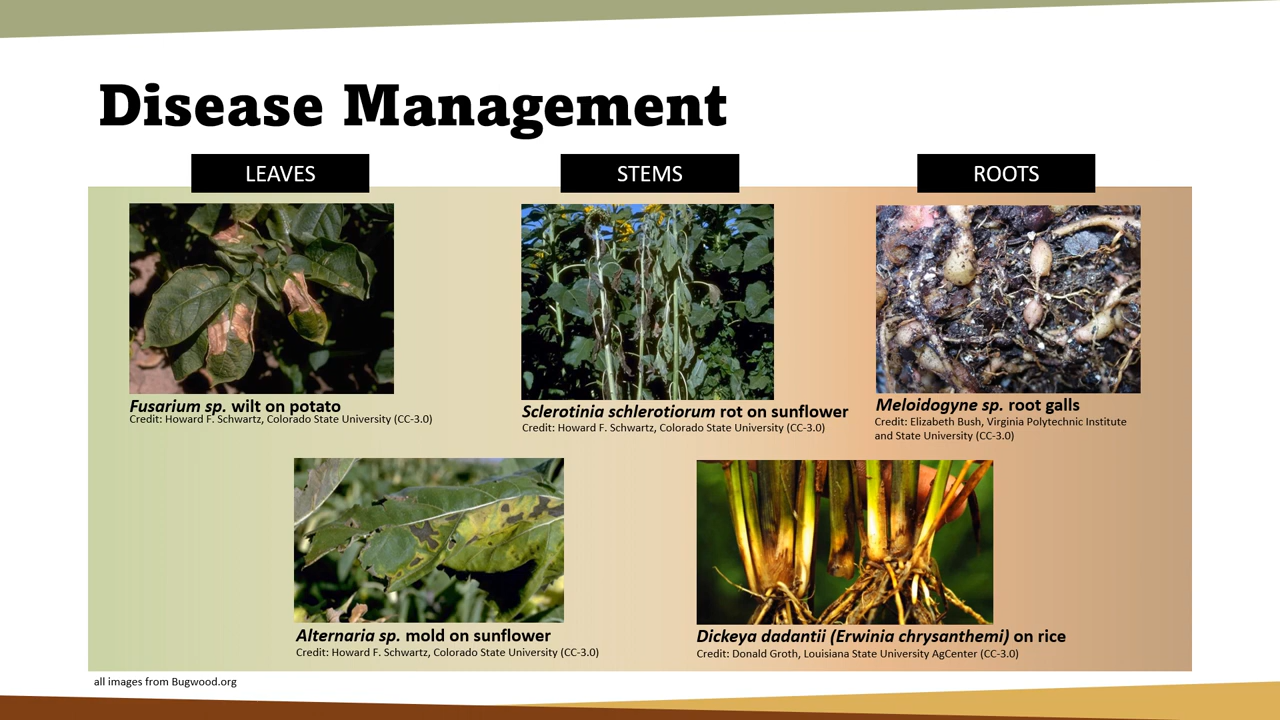 Disease Management
LEAVES
STEMS
ROOTS
Fusarium sp. wilt on potato
Credit: Howard F. Schwartz, Colorado State University (CC-3.0)
Sclerotinia schlerotiorum rot on sunflower
Credit: Howard F. Schwartz, Colorado State University (CC-3.0)
Meloidogyne sp. root galls
Credit: Elizabeth Bush, Virginia Polytechnic Institute
and State University (CC-3.0)
Alternaria sp. mold on sunflower
Credit: Howard F. Schwartz, Colorado State University (CC-3.0)
Dickeya dadantii (Erwinia chrysanthemi) on rice
Credit: Donald Groth, Louisiana State University AgCenter (CC-3.0)
all images from Bugwood.org